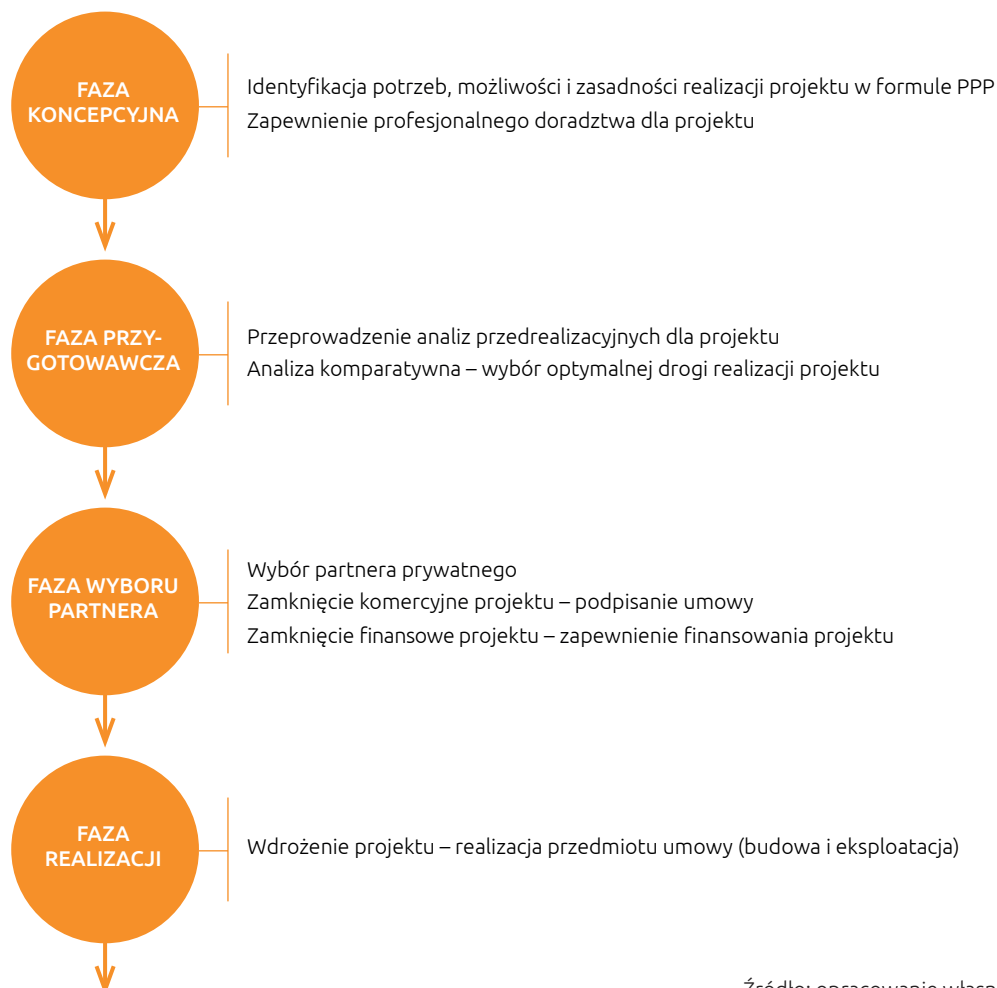 FAZA
KONCEPCYJNA
Identyfikacja potrzeb, możliwości i zasadności realizacji projektu w formule PPP
Zapewnienie profesjonalnego doradztwa dla projektu
FAZA PRZY-
GOTOWAWCZA
Przeprowadzenie analiz przedrealizacyjnych dla projektu
Analiza komparatywna – wybór optymalnej drogi realizacji projektu
FAZA WYBORU
PARTNERA
Wybór partnera prywatnego
Zamknięcie komercyjne projektu – podpisanie umowy
Zamknięcie finansowe projektu – zapewnienie finansowania projektu
FAZA
REALIZACJI
Wdrożenie projektu – realizacja przedmiotu umowy (budowa i eksploatacja)
Źródło: opracowanie